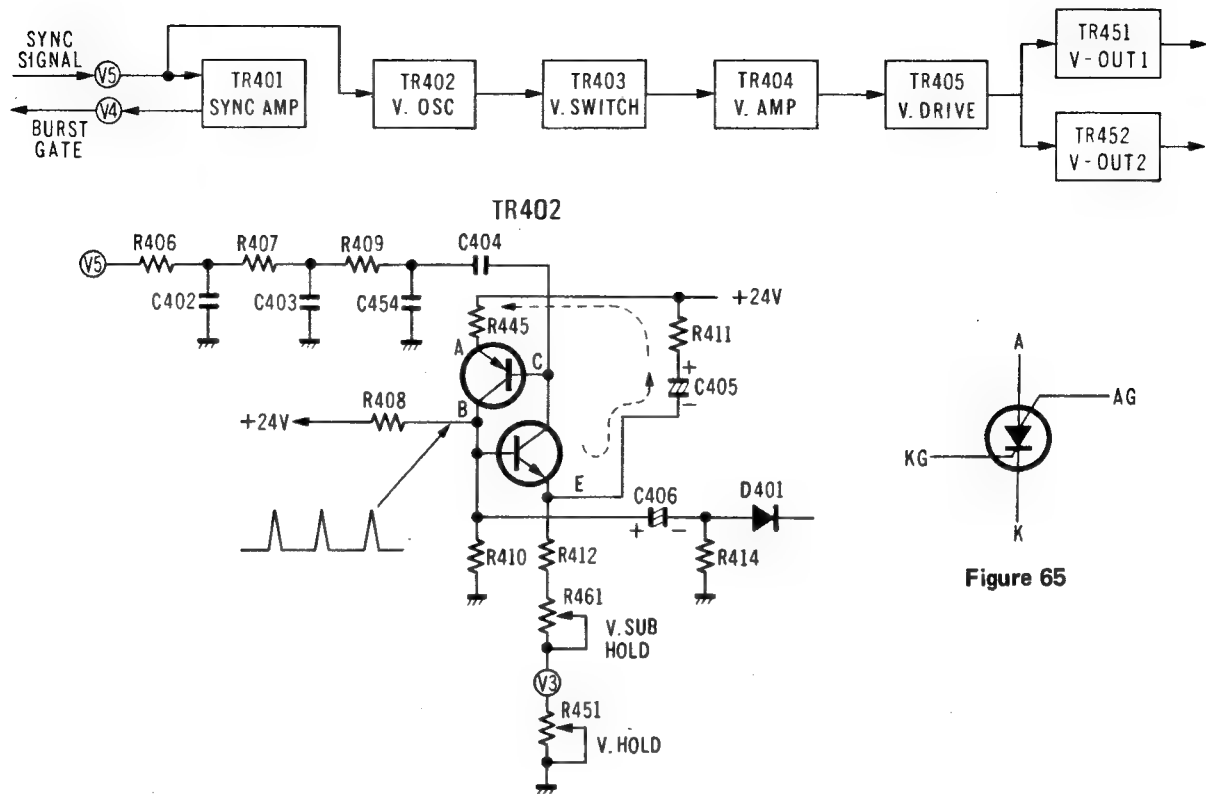 SYNC
SIGNAL
V5
V4
BURST
GATE
TR401
SYNC AMP
TR402
V. OSC
TR403
V. SWITCH
TR404
V. AMP
TR405
V. DRIVE
TR451
V-OUT1
TR452
V-OUT2
TR402
V5
R406
R407
R409
C404
C402
C403
C454
+24V
R445
R411
A
C
+
C405
-
+24V
R408
B
E
C406
D401
+
-
R410
R412
R414
R461
V.SUB
HOLD
V3
R451
V. HOLD
A
AG
KG
K
Figure 65